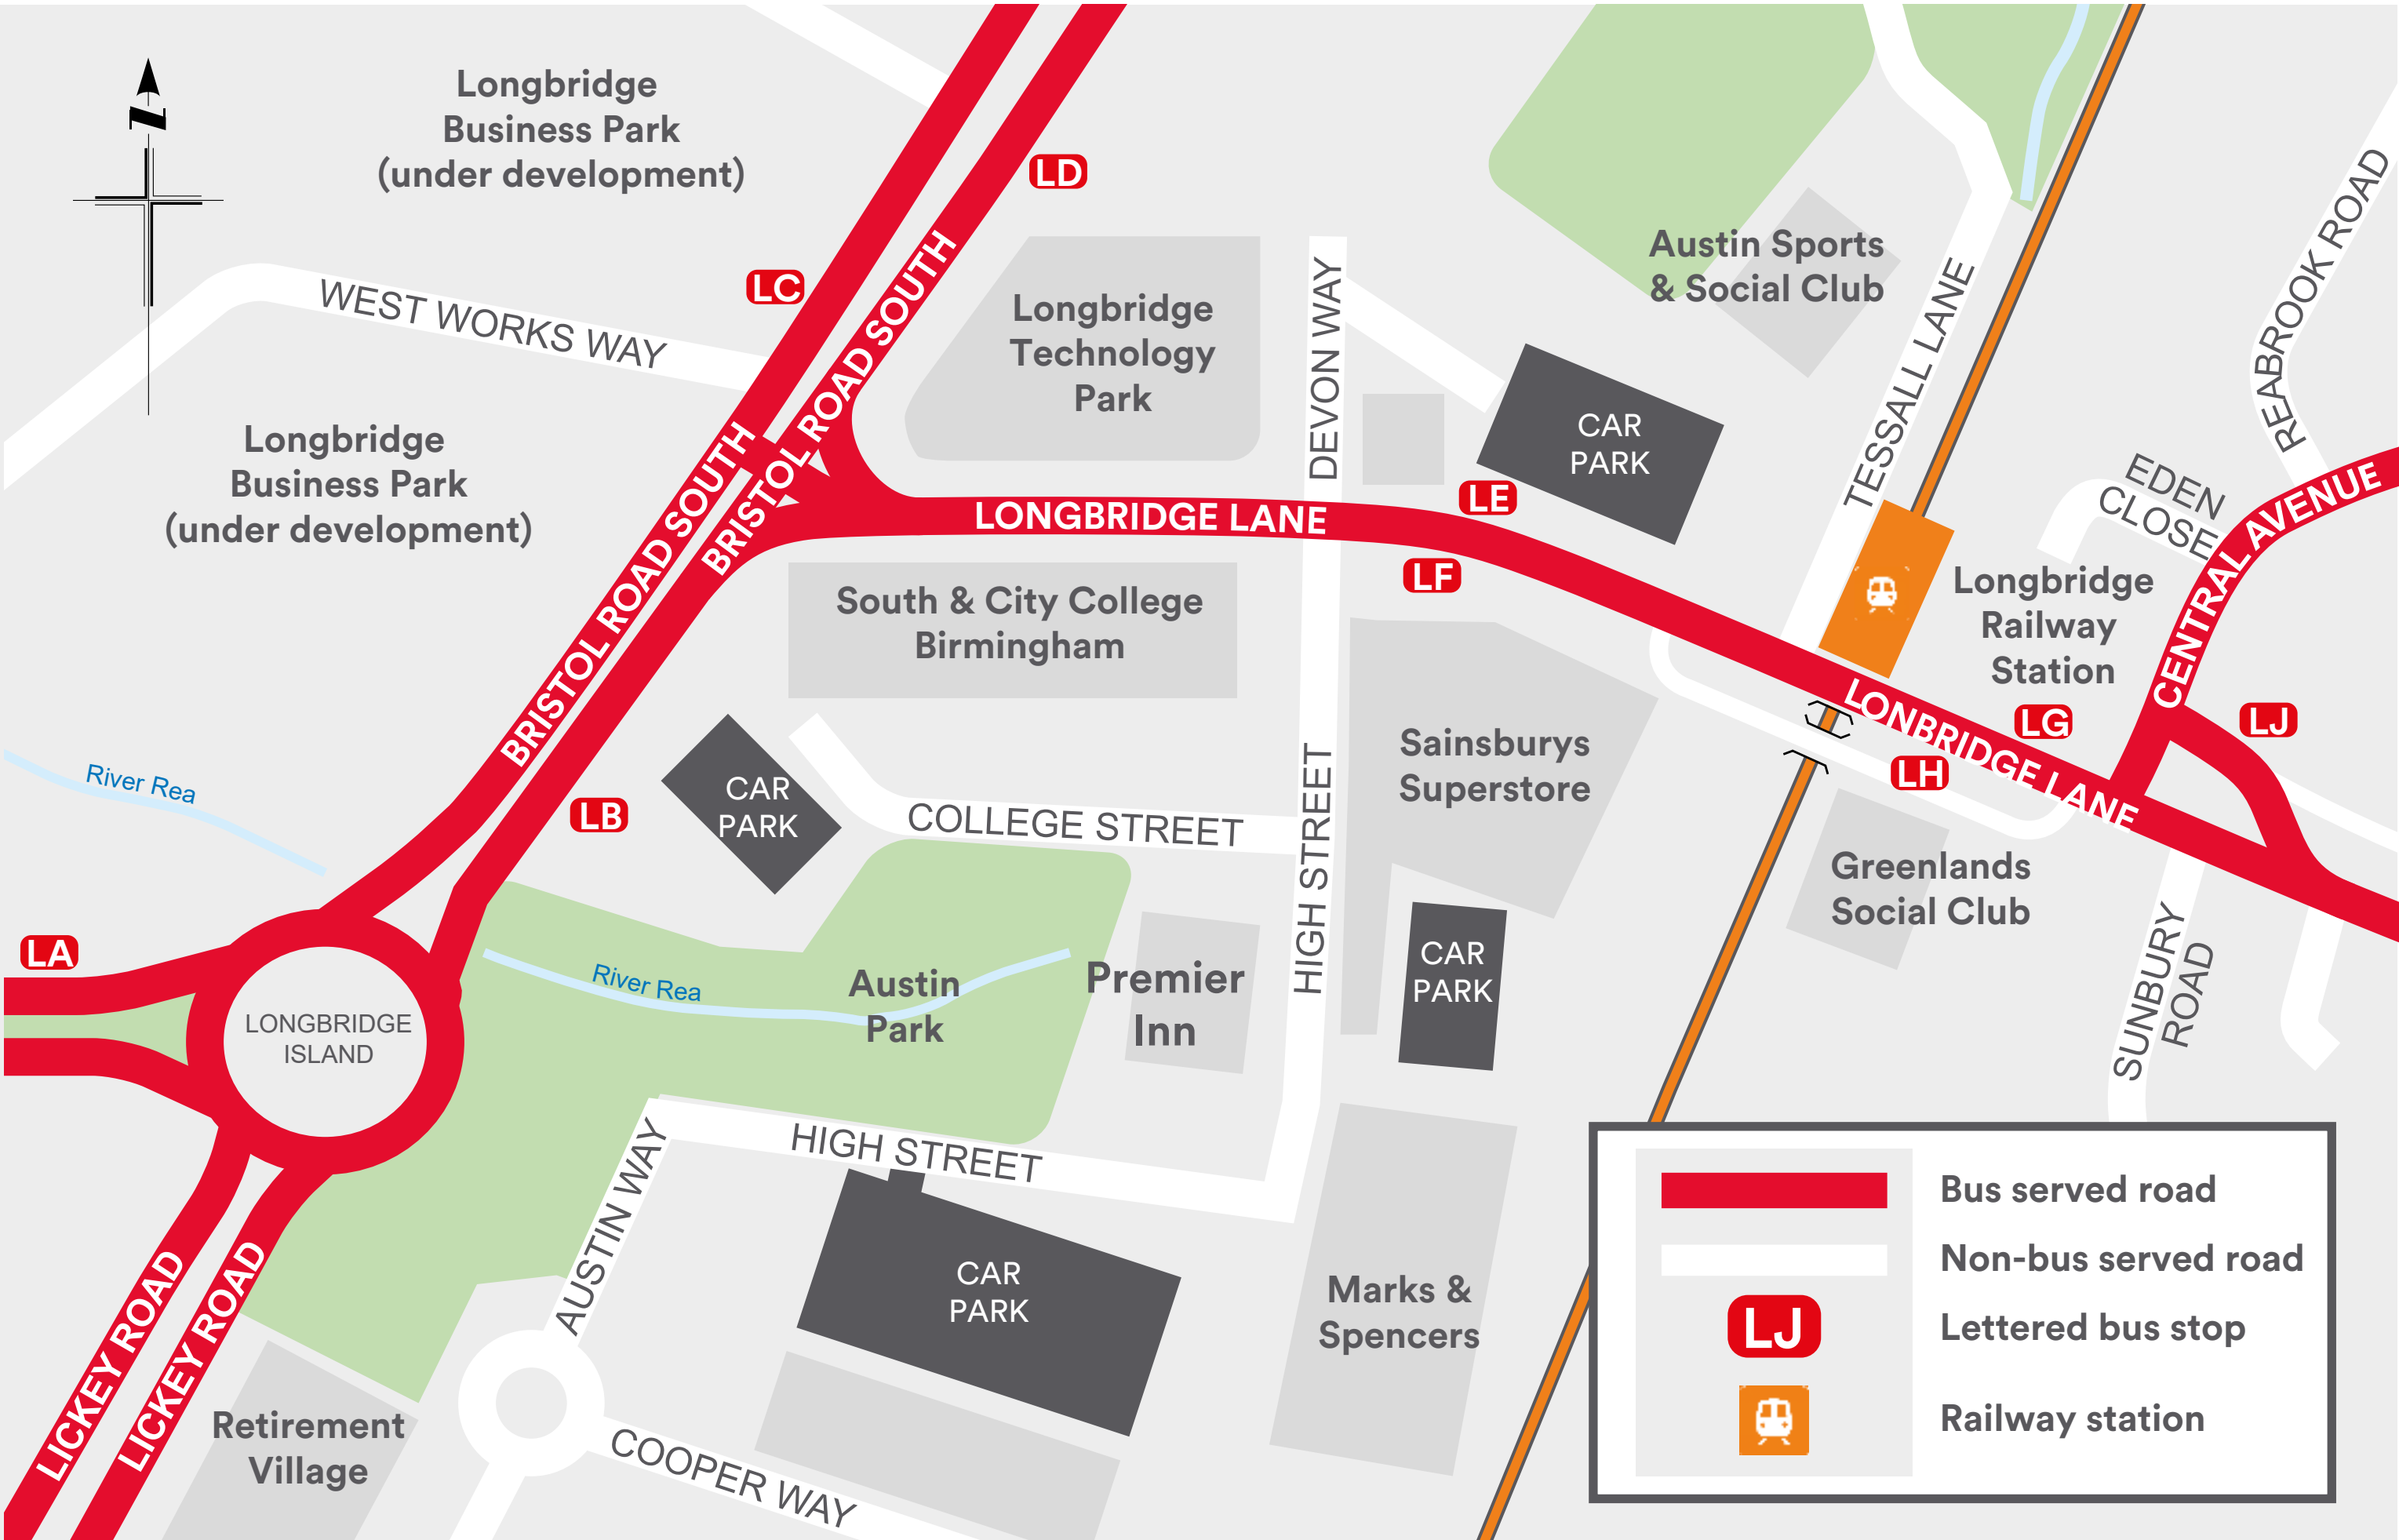 Longbridge
Business Park
(under development)
LD
LC
WEST WORKS WAY
BRISTOL ROAD SOUTH
BRISTOL ROAD SOUTH
Longbridge
Technology
Park
DEVON WAY
Austin Sports
& Social Club
TESSALL LANE
REABROOK ROAD
CAR
PARK
Longbridge
Business Park
(under development)
EDEN
CLOSE
CENTRAL AVENUE
LONGBRIDGE LANE
LE
LF
South & City College
Birmingham
Longbridge
Railway
Station
LONBRIDGE LANE
LG
LJ
LH
Sainsburys
Superstore
River Rea
CAR
PARK
LB
COLLEGE STREET
HIGH STREET
Greenlands
Social Club
SUNBURY
ROAD
LA
LONGBRIDGE
ISLAND
River Rea
Austin
Park
Premier
Inn
CAR
PARK
HIGH STREET
AUSTIN WAY
CAR
PARK
Marks &
Spencers
LICKEY ROAD
LICKEY ROAD
Retirement
Village
COOPER WAY
Bus served road
Non-bus served road
LJ
Lettered bus stop
Railway station
N